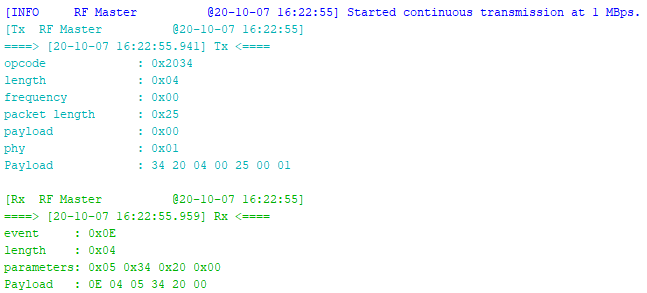 [INFO     RF Master          @20-10-07 16:22:55] Started continuous transmission at 1 MBps.
[Tx  RF Master          @20-10-07 16:22:55]
====> [20-10-07 16:22:55.941] Tx <====
opcode             : 0x2034
length             : 0x04
frequency          : 0x00
packet length      : 0x25
payload            : 0x00
phy                : 0x01
Payload            : 34 20 04 00 25 00 01
[Rx  RF Master          @20-10-07 16:22:55]
====> [20-10-07 16:22:55.959] Rx <====
event     : 0x0E
length    : 0x04
parameters: 0x05 0x34 0x20 0x00
Payload   : 0E 04 05 34 20 00